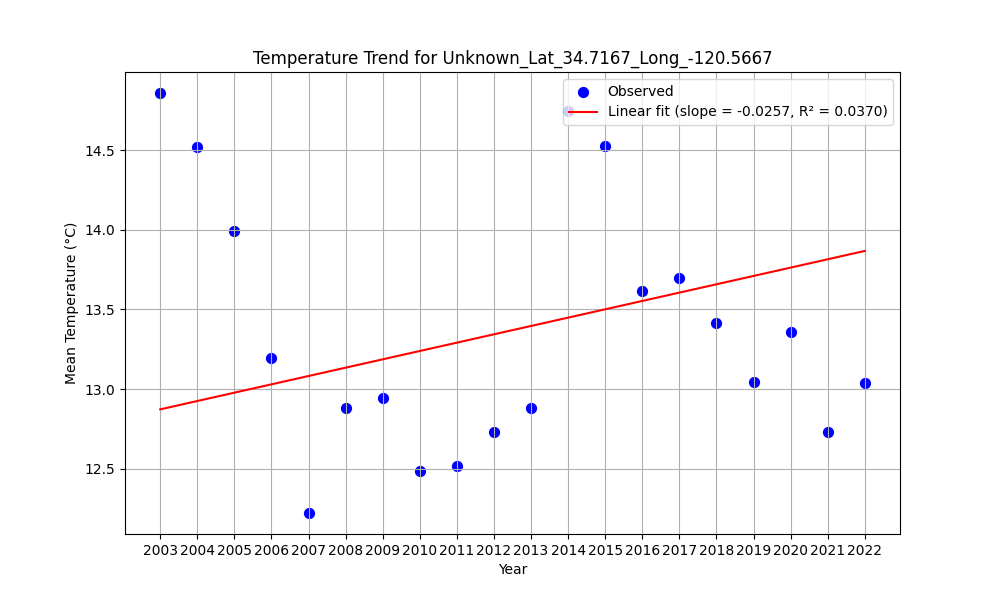 Temperature Trend for Unknown_Lat_34.7167_Long_-120.5667
Observed
Linear fit (slope = -0.0257, R² = 0.0370)
Mean Temperature (°C)
14.5
14.0
13.5
13.0
12.5
2003 2004 2005 2006 2007 2008 2009 2010 2011 2012 2013 2014 2015 2016 2017 2018 2019 2020 2021 2022
Year